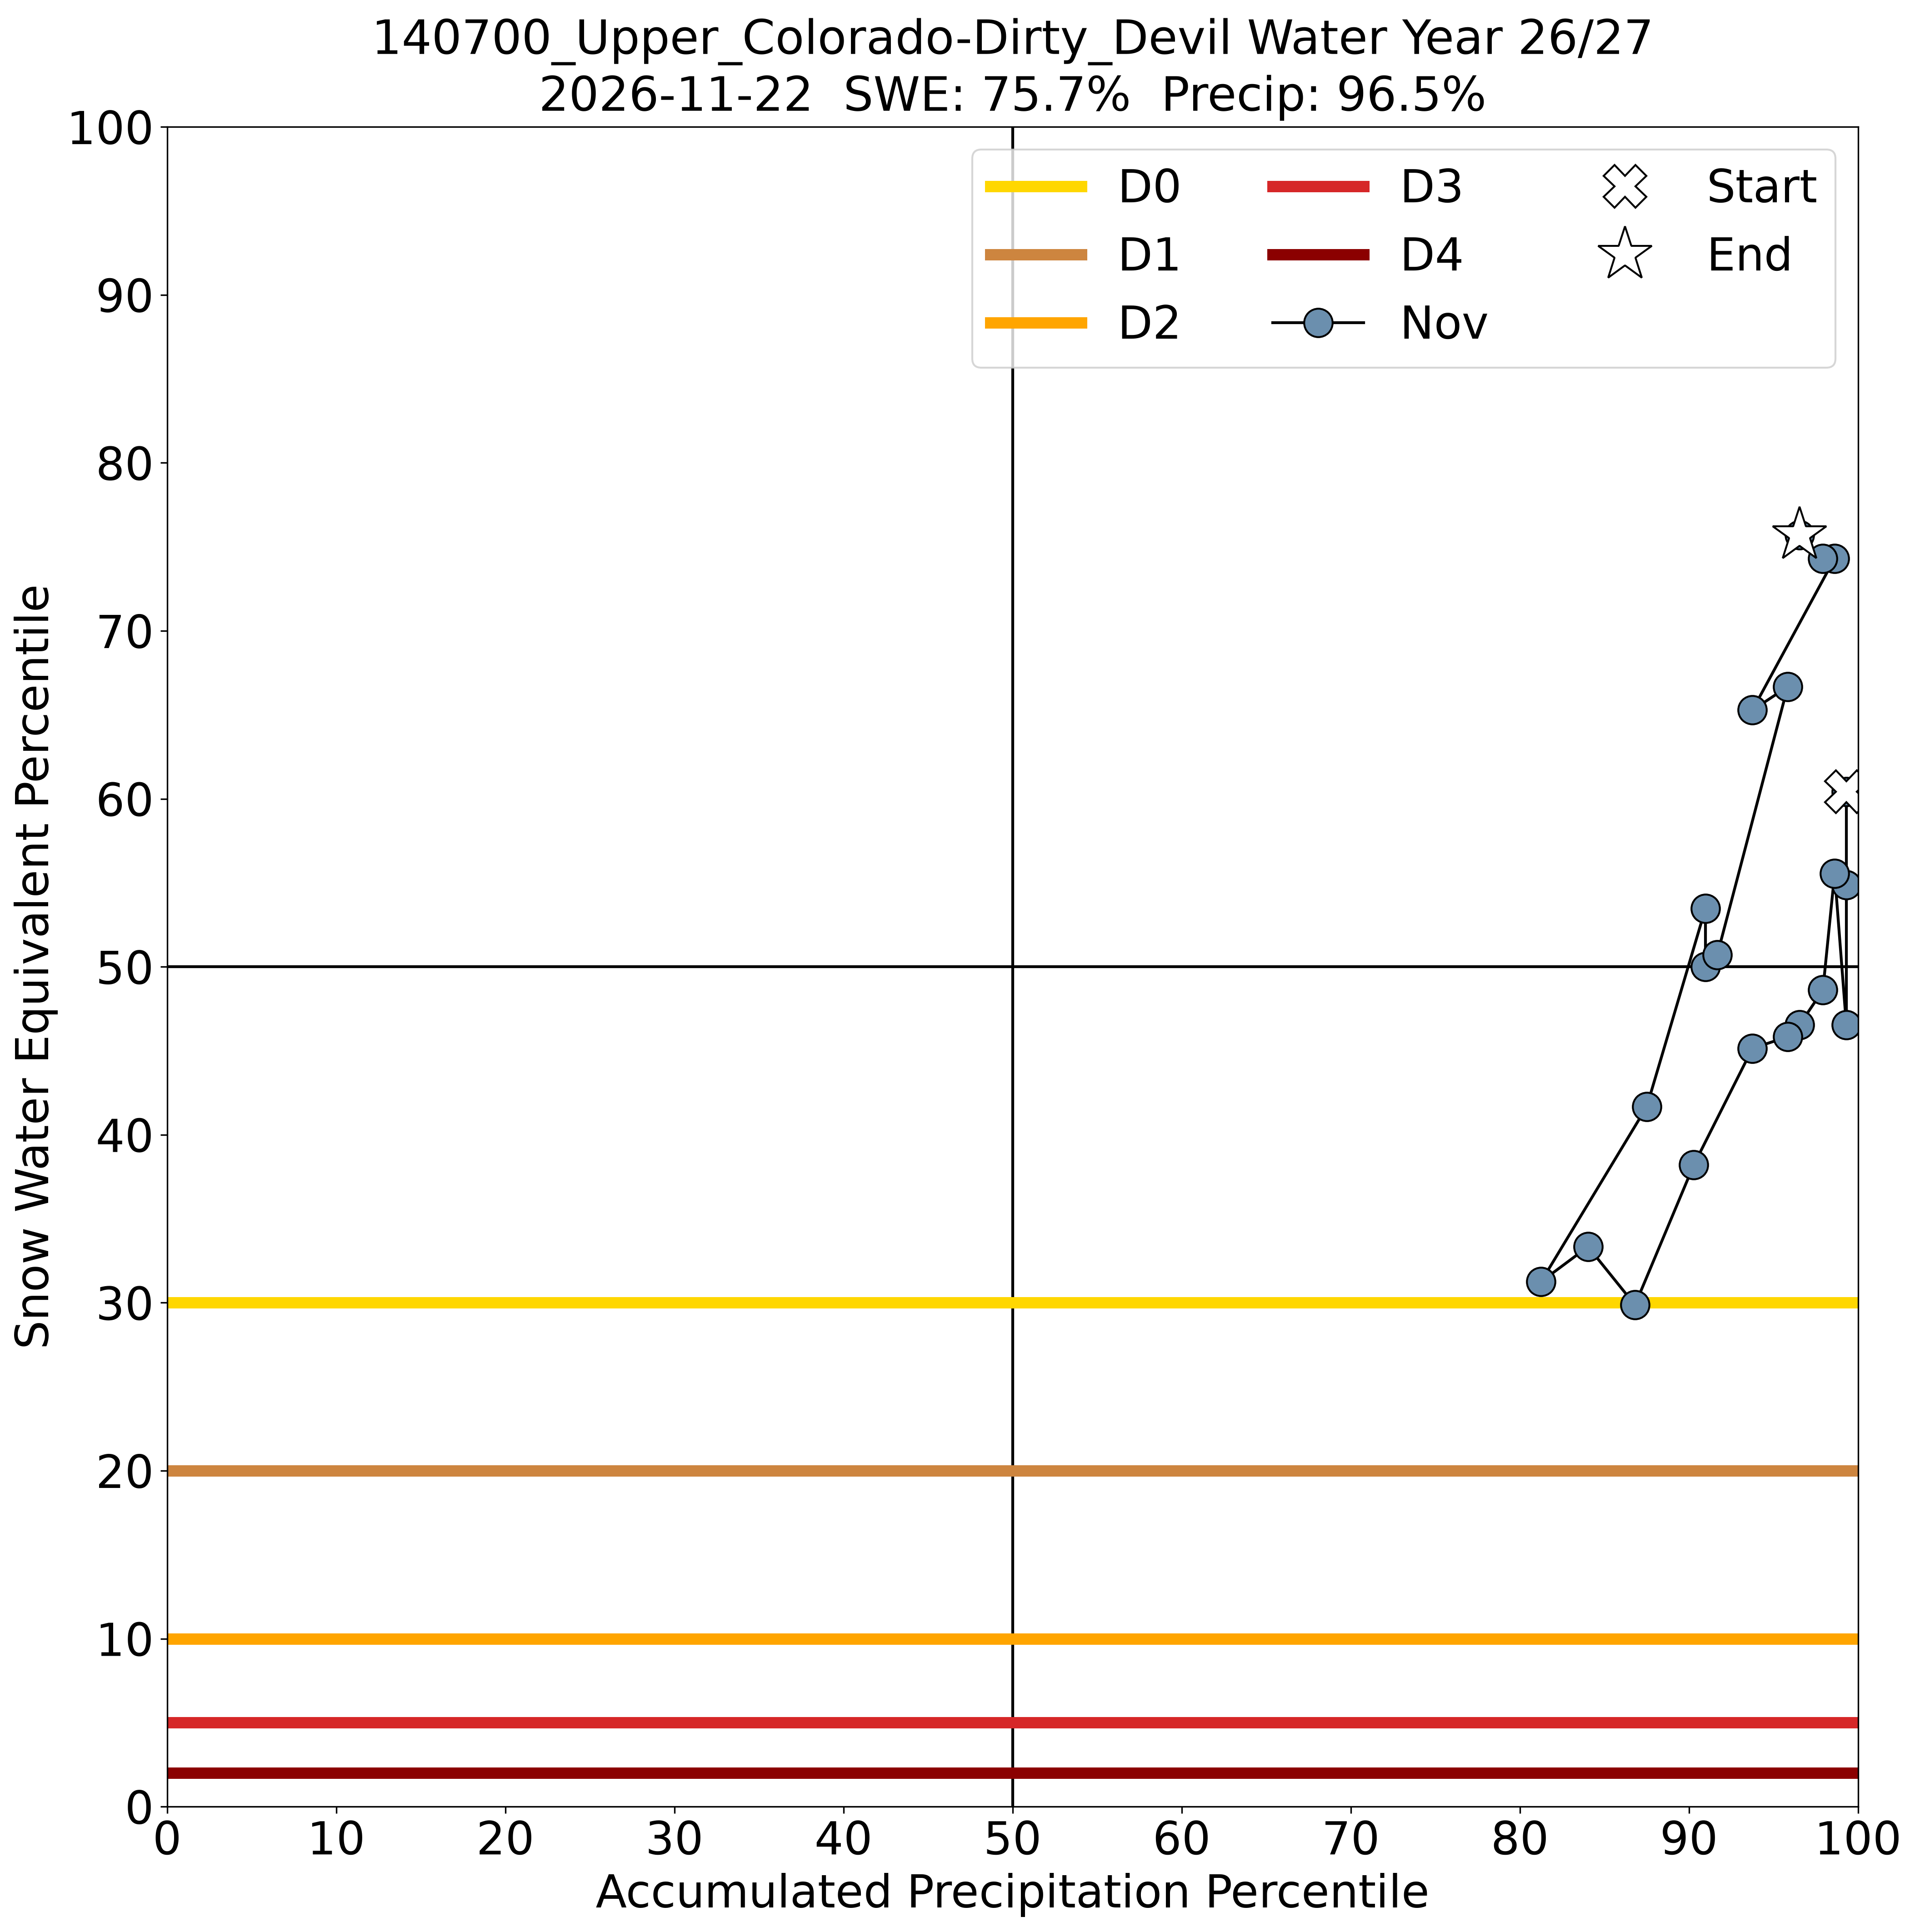 140700_Upper_Colorado-Dirty_Devil Water Year 26/27
2026-11-22  SWE: 75.7%  Precip: 96.5%
100
90
80
70
60
50
40
30
20
10
0
Snow Water Equivalent Percentile
D0
D1
D2
D3
D4
Nov
Start
End
0 10 20 30 40 50 60 70 80 90 100
Accumulated Precipitation Percentile